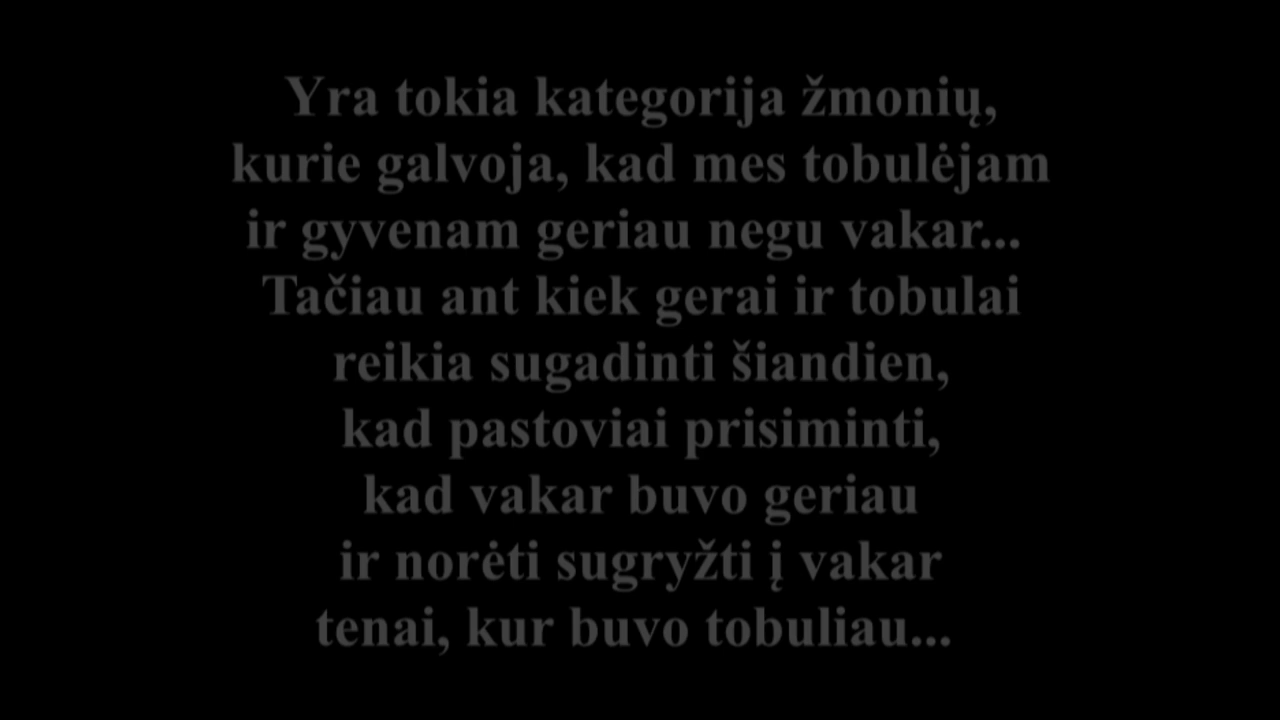 Yra tokia kategorija žmonių,
kurie galvoja, kad mes tobulėjam
ir gyvenam geriau negu vakar...
Tačiau ant kiek gerai ir tobulai
reikia sugadinti šiandien,
kad pastoviai prisiminti,
kad vakar buvo geriau
ir norėti sugryžti į vakar
tenai, kur buvo tobuliau...